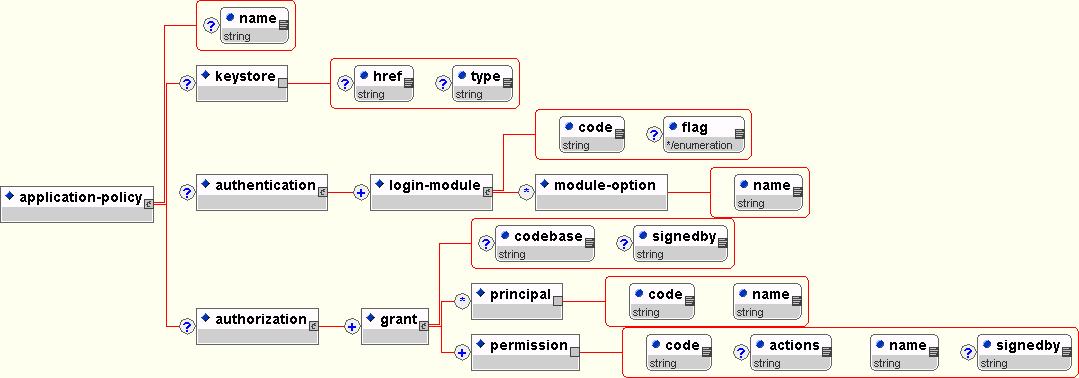 ? name
string
? keystore
? href ? type
string string
code ? flag
string */enumeration
application-policy
? authentication + login-module * module-option name
string
? codebase ? signedby
string string
* principal code name
string string
? authorization + grant
+ permission code ? actions name ? signedby
string string string string